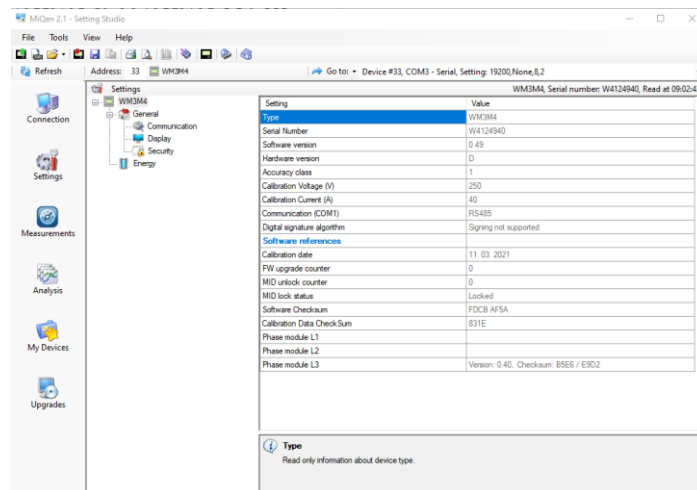 MiQen 2.1 - Setting Studio
File Tools View Help
Refresh Address: 33 WM3M4 Go to: Device #33, COM3 - Serial, Setting: 19200,None,8,2
Settings WM3M4, Serial number: W4124940, Read at 09:02:4
Connection
Settings
Measurements
Analysis
My Devices
Upgrades
WM3M4
General
Communication
Display
Security
Energy
Setting Value
Type WM3M4
Serial Number W4124940
Software version 0.49
Hardware version D
Accuracy class 1
Calibration Voltage (V) 250
Calibration Current (A) 40
Communication (COM1) RS485
Digital signature algorithm Signing not supported
Software references
Calibration date 11. 03. 2021
FW upgrade counter 0
MID unlock counter 0
MID lock status Locked
Software Checksum FDCB AF5A
Calibration Data CheckSum 831E
Phase module L1
Phase module L2
Phase module L3 Version: 0.40, Checksum: B5E6 / E9D2
Type
Read only information about device type.